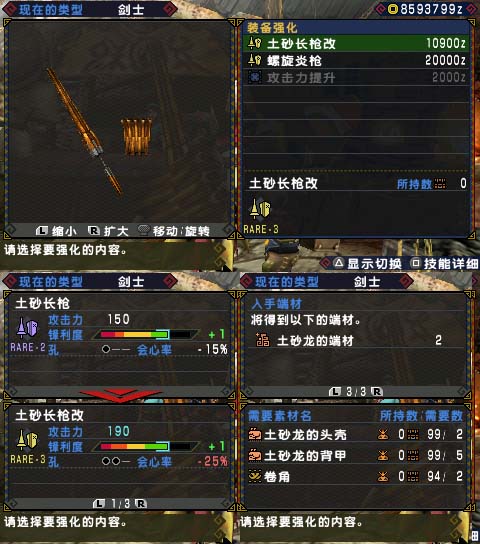 现在的类型 剑士
8593799z
装备强化
土砂长枪改 10900z
螺旋炎枪 20000z
攻击力提升 2000z
土砂长枪改 所持数 0
RARE-3
L 缩小 R 扩大 移动/旋转
请选择要强化的内容。
△显示切换 □技能详细
现在的类型 剑士
土砂长枪
攻击力 150
锋利度 +1
RARE-2 孔 ○ーー 会心率 -15%
土砂长枪改
攻击力 190
锋利度 +1
RARE-3 孔 ○○ー 会心率 -25%
L 1/3 R
请选择要强化的内容。
现在的类型 剑士
入手端材
将得到以下的端材。
土砂龙的端材 2
L 3/3 R
需要素材名 所持数 需要数
土砂龙的头壳 0 99/ 2
土砂龙的背甲 0 99/ 5
卷角 0 94/ 2
请选择要强化的内容。
细